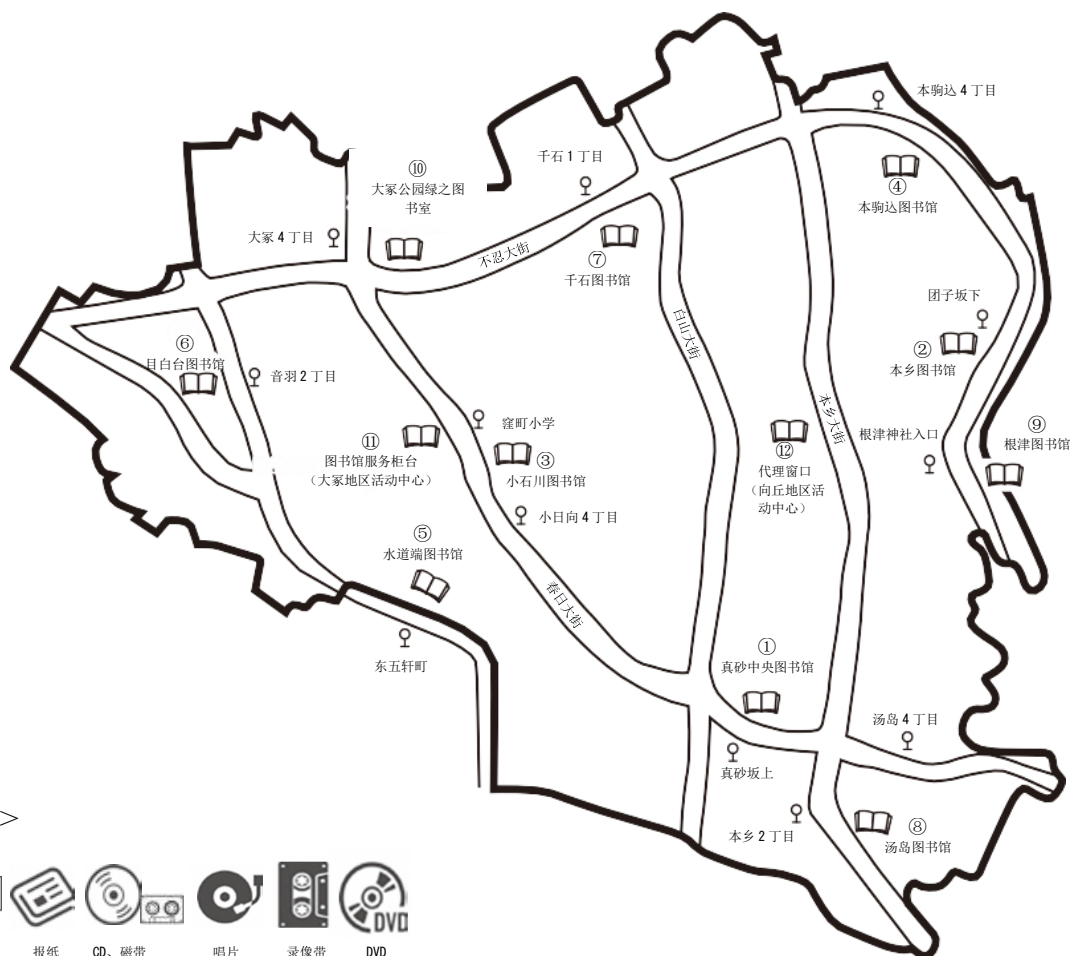 本驹达 4 丁目
④
本驹达图书馆
千石 1 丁目
⑩
大冢公园绿之图
书室
大冢 4 丁目
不忍大街
⑦
千石图书馆
团子坂下
②
本乡图书馆
白山大街
⑥
目白台图书馆
音羽 2 丁目
本乡大街
窪町小学
⑪
图书馆服务柜台
（大冢地区活动中心）
③
小石川图书馆
小日向 4 丁目
⑫
代理窗口
（向丘地区活
动中心）
根津神社入口
⑨
根津图书馆
⑤
水道端图书馆
春日大街
东五轩町
①
真砂中央图书馆
汤岛 4 丁目
真砂坂上
本乡 2 丁目
⑧
汤岛图书馆
＞
DVD
报纸
CD、磁带
唱片
录像带
DVD